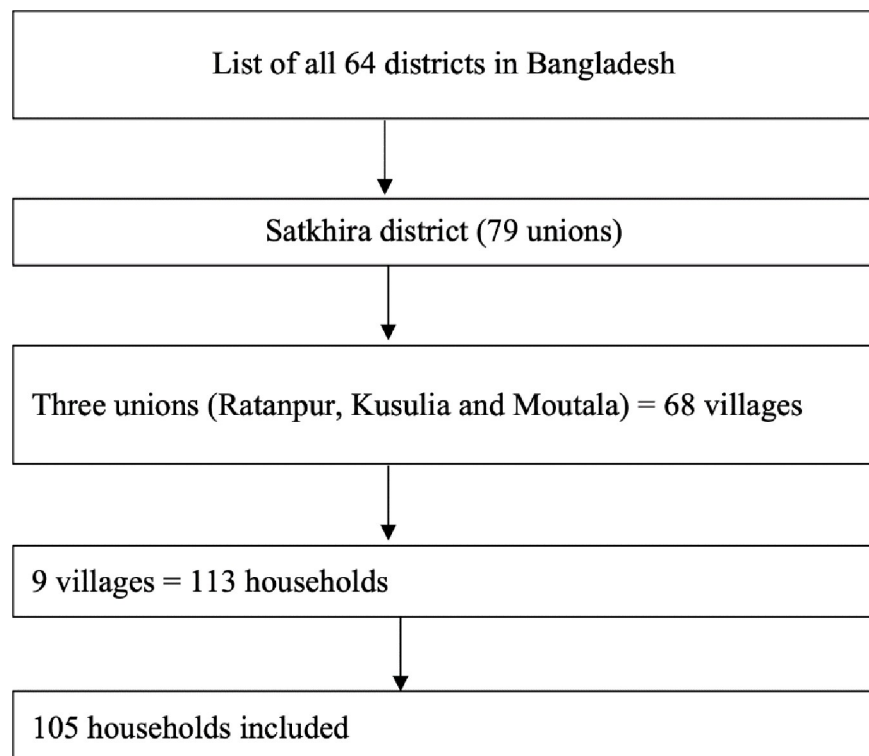 List of all 64 districts in Bangladesh
Satkhira district (79 unions)
Three unions (Ratanpur, Kusulia and Moutala) = 68 villages
9 villages = 113 households
105 households included